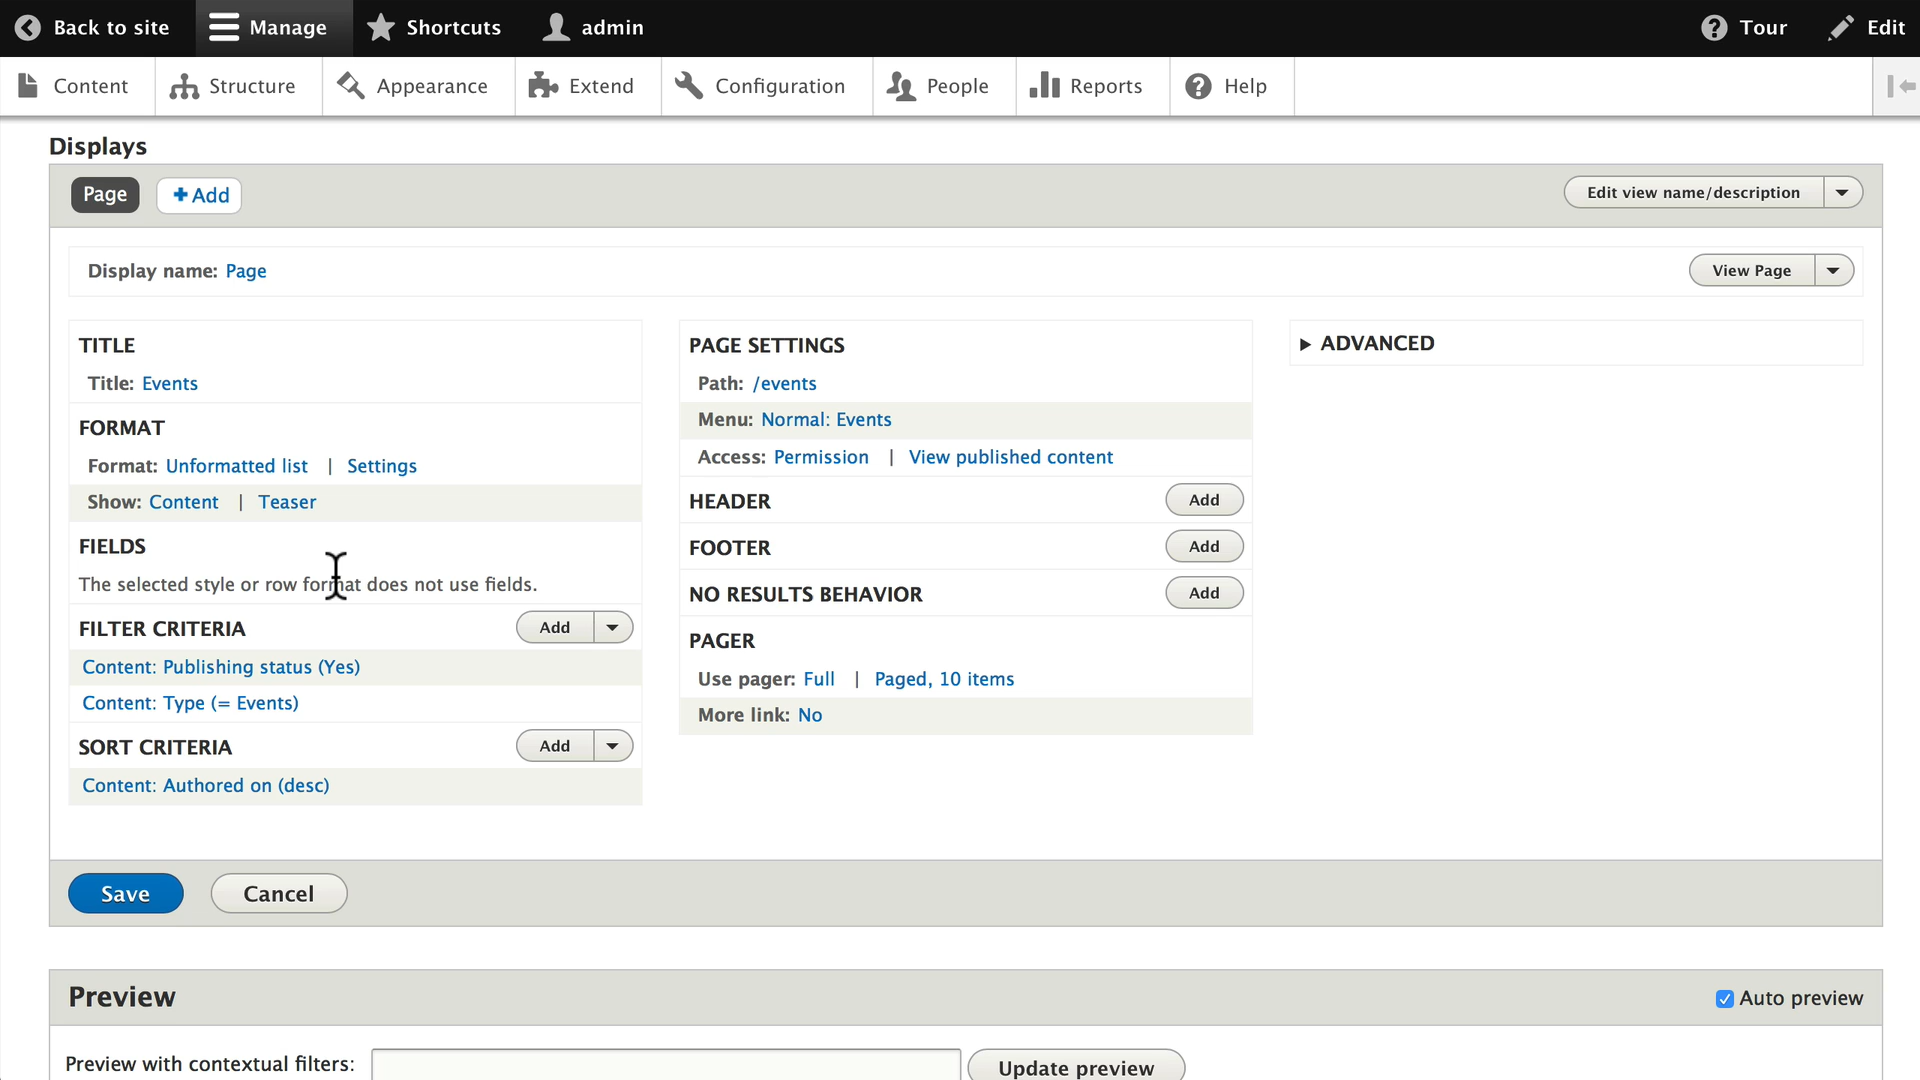 Back to site Manage Shortcuts admin Tour Edit
Content Structure Appearance Extend Configuration People Reports Help
Displays
Page +Add Edit view name/description
Display name: Page View Page
TITLE
Title: Events
FORMAT
Format: Unformatted list | Settings
Show: Content | Teaser
FIELDS
The selected style or row format does not use fields.
FILTER CRITERIA Add
Content: Publishing status (Yes)
Content: Type (= Events)
SORT CRITERIA Add
Content: Authored on (desc)
PAGE SETTINGS
Path: /events
Menu: Normal: Events
Access: Permission | View published content
HEADER Add
FOOTER Add
NO RESULTS BEHAVIOR Add
PAGER
Use pager: Full | Paged, 10 items
More link: No
ADVANCED
Save Cancel
Preview Auto preview
Preview with contextual filters: Update preview